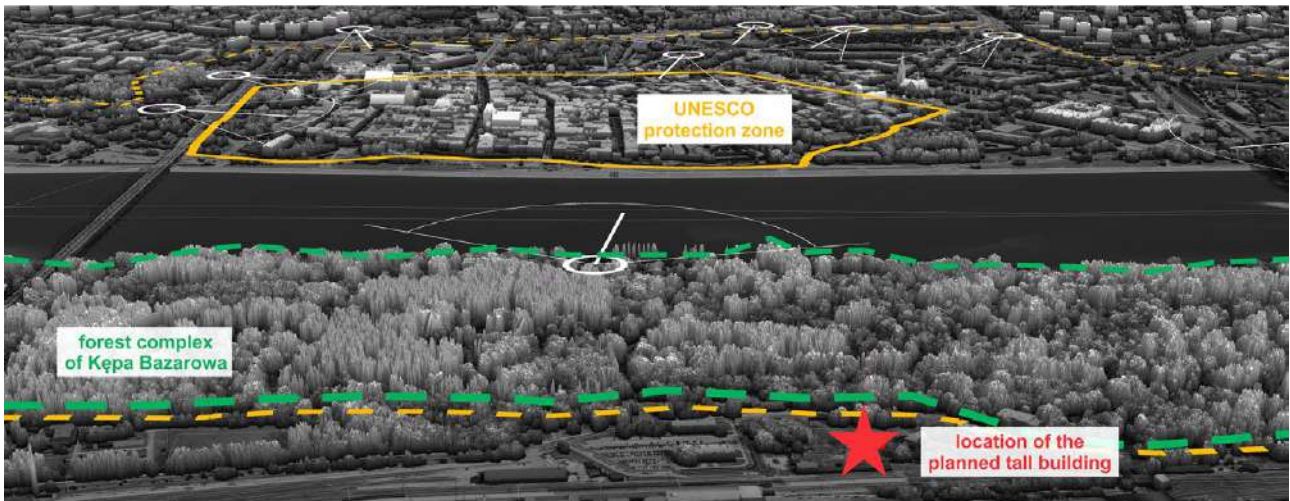 UNESCO
protection zone
forest complex
of Kępa Bazarowa
location of the
planned tall building